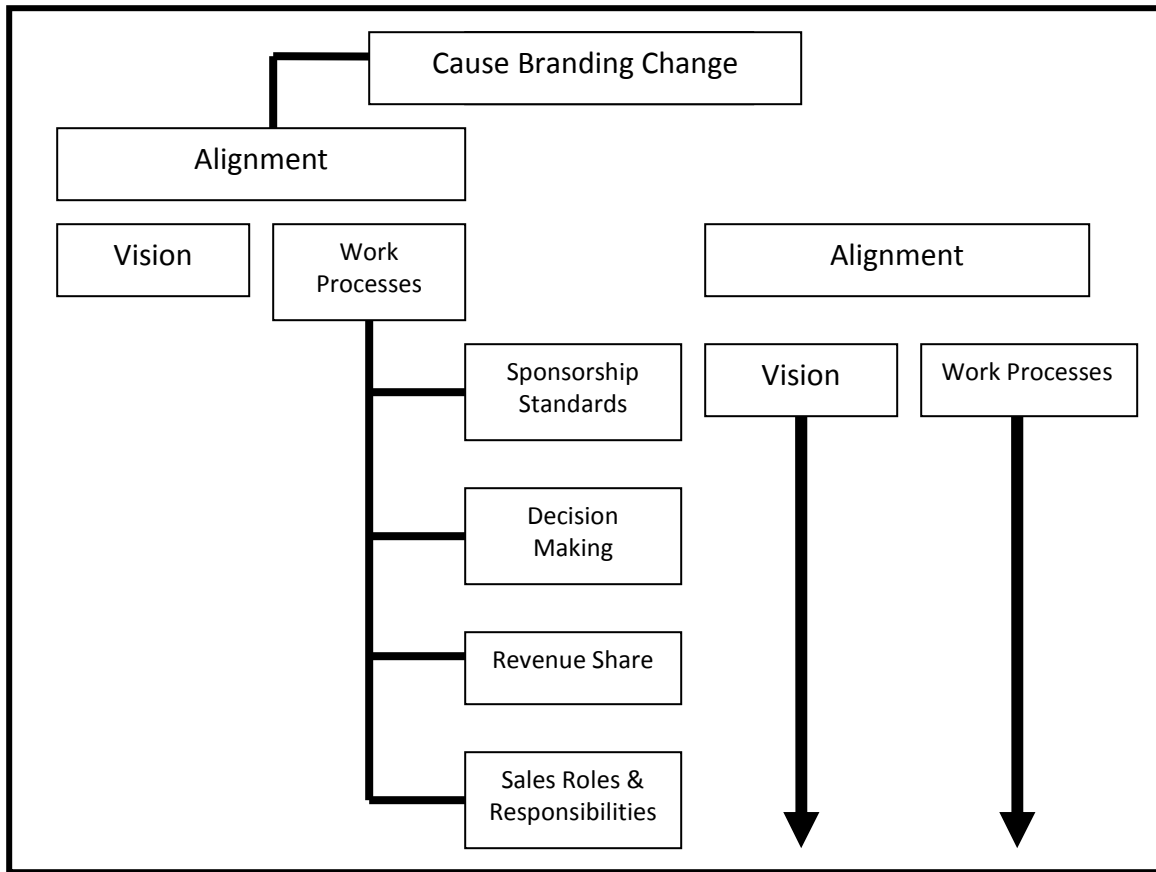 Cause Branding Change
Alignment
Vision
Work
Processes
Alignment
Sponsorship
Standards
Vision
Work Processes
Decision
Making
Revenue Share
Sales Roles &
Responsibilities